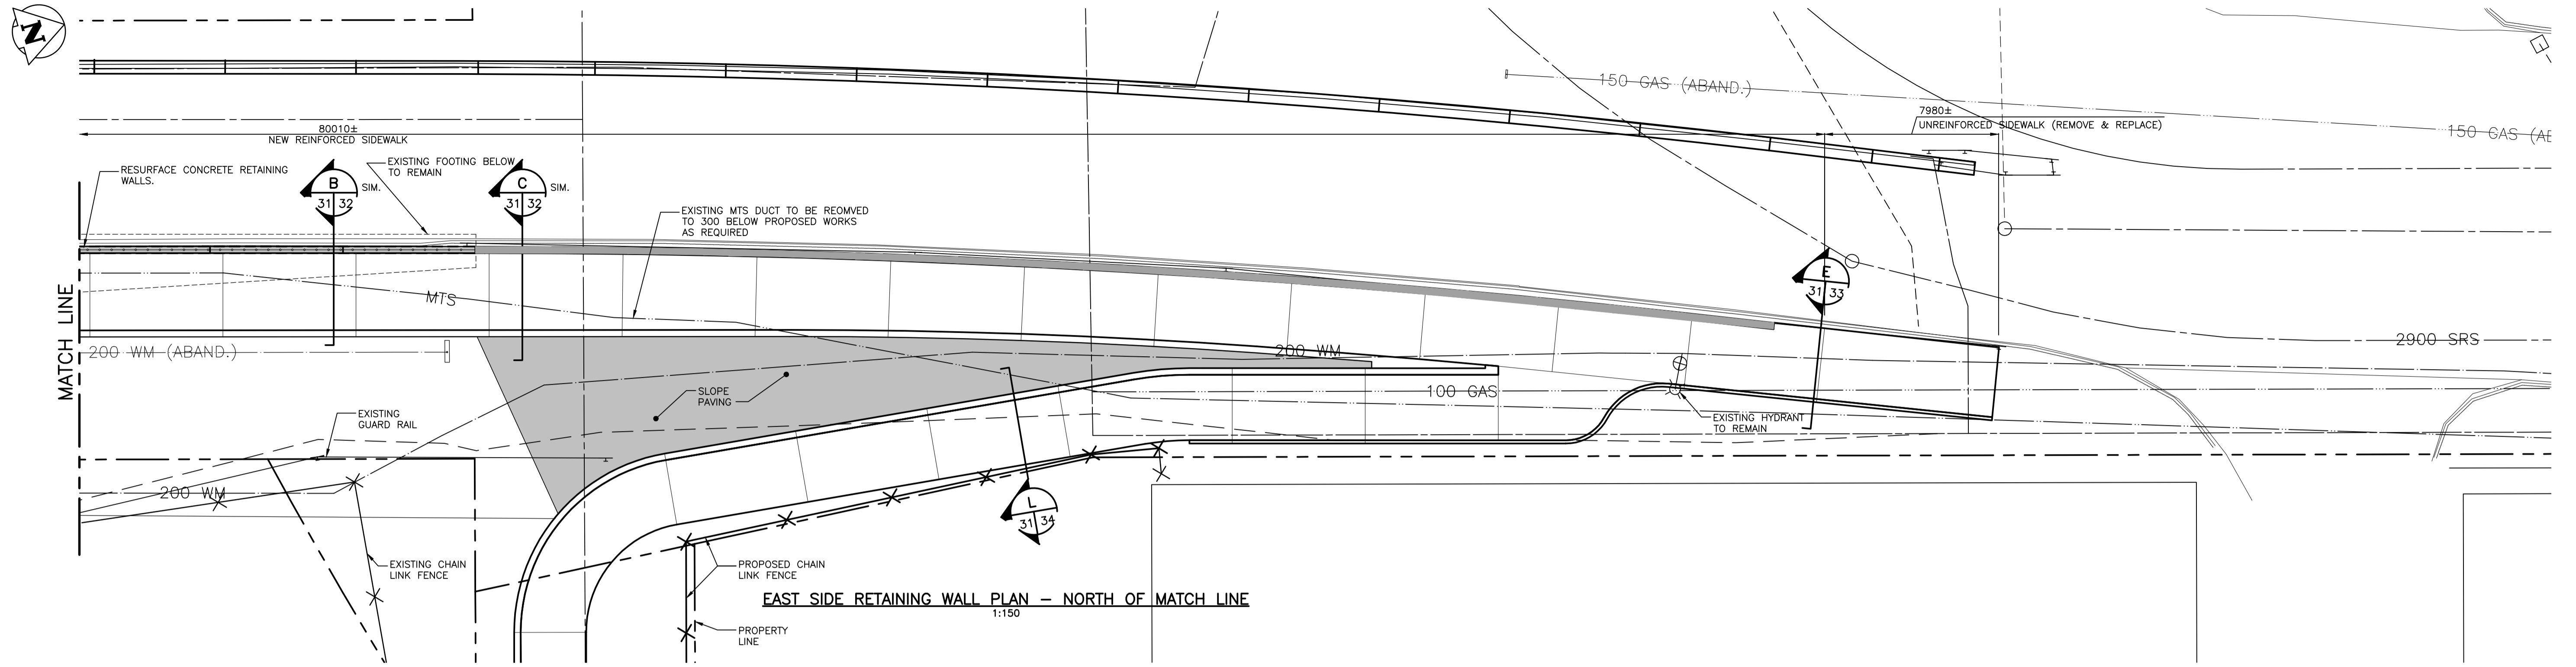 N
150 GAS (ABAND.)
7980±
UNREINFORCED SIDEWALK (REMOVE & REPLACE)
80010±
NEW REINFORCED SIDEWALK
RESURFACE CONCRETE RETAINING
WALLS.
EXISTING FOOTING BELOW
TO REMAIN
B
31 32
SIM.
C
31 32
SIM.
EXISTING MTS DUCT TO BE REOMVED
TO 300 BELOW PROPOSED WORKS
AS REQUIRED
E
31 33
MTS
MATCH LINE
200 WM (ABAND.)
200 WM
2900 SRS
SLOPE
PAVING
100 GAS
EXISTING
GUARD RAIL
EXISTING HYDRANT
TO REMAIN
200 WM
L
31 34
EXISTING CHAIN
LINK FENCE
PROPOSED CHAIN
LINK FENCE
EAST SIDE RETAINING WALL PLAN – NORTH OF MATCH LINE
1:150
PROPERTY
LINE